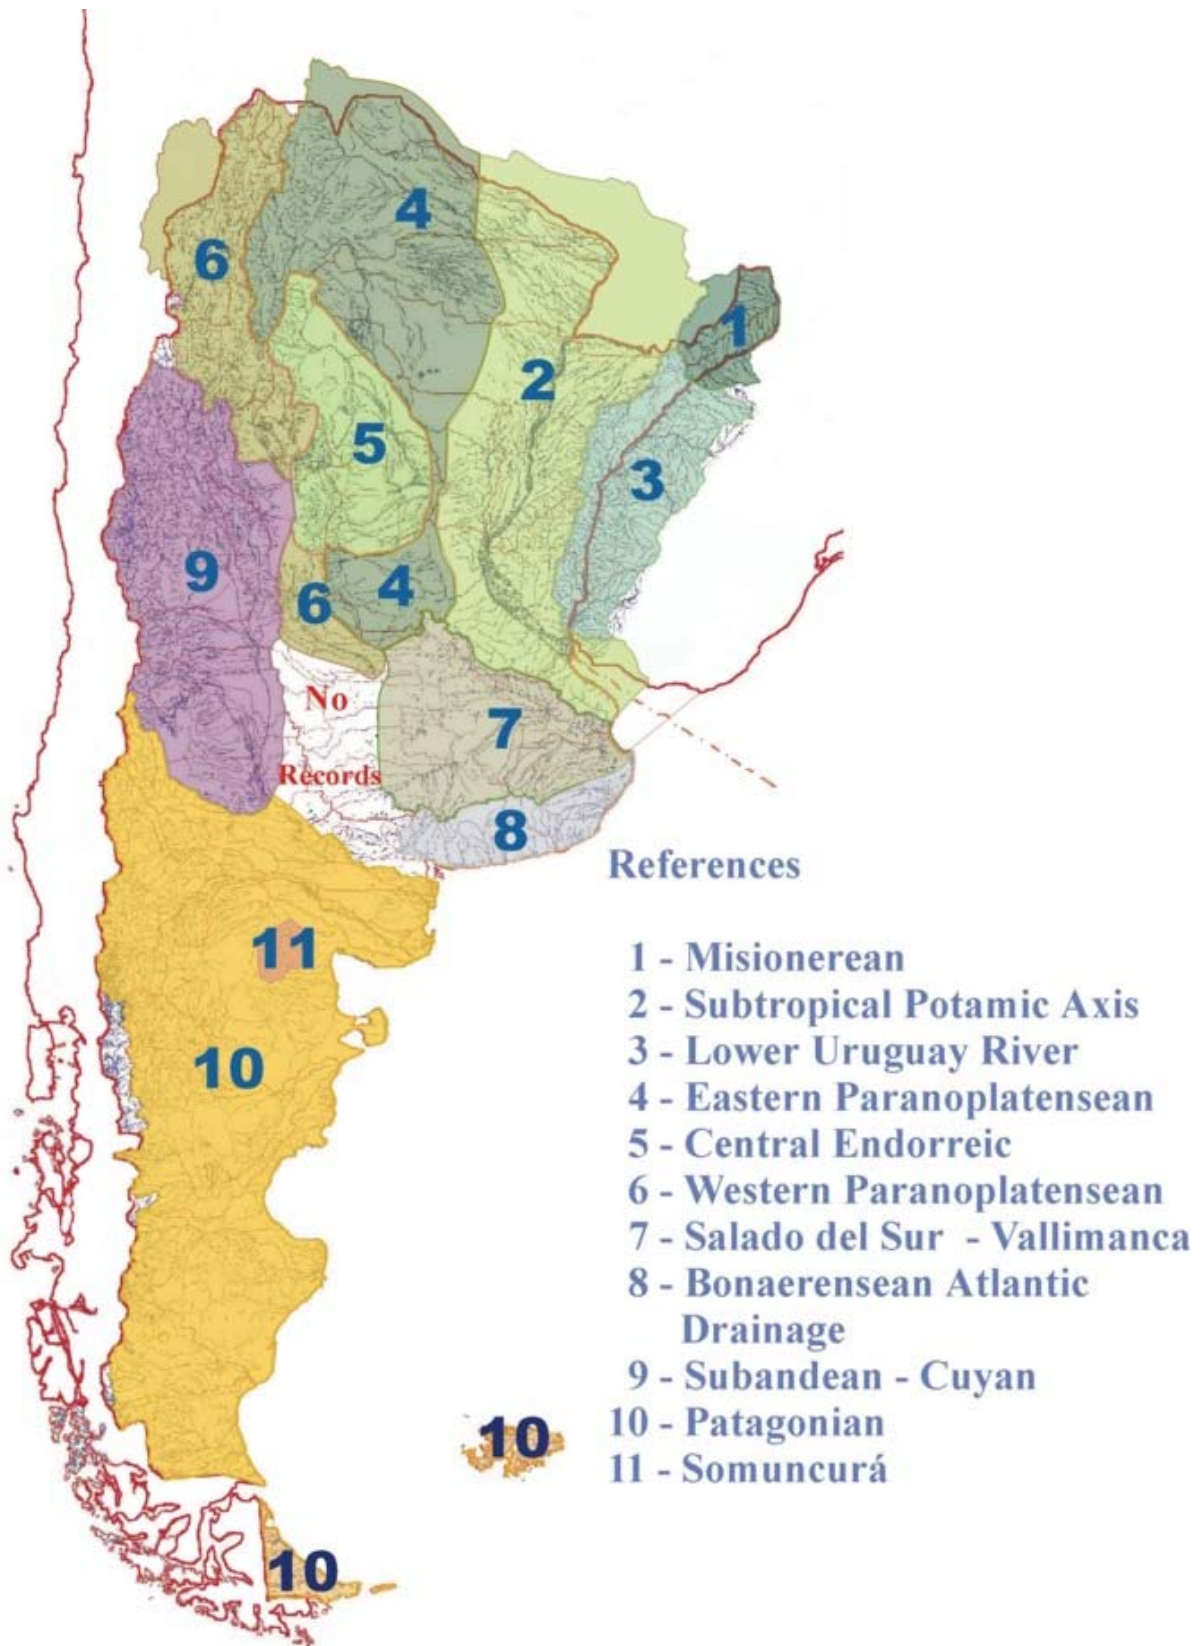 4
6
1
2
5
3
9
4
6
No
7
Records
8
References
11
1 - Misionerean
2 - Subtropical Potamic Axis
3 - Lower Uruguay River
10
4 - Eastern Paranoplatensean
5 - Central Endorreic
6 - Western Paranoplatensean
7 - Salado del Sur - Vallimanca
8 - Bonaerensean Atlantic
Drainage
9 - Subandean - Cuyan
10
10 - Patagonian
11 - Somuncurá
10